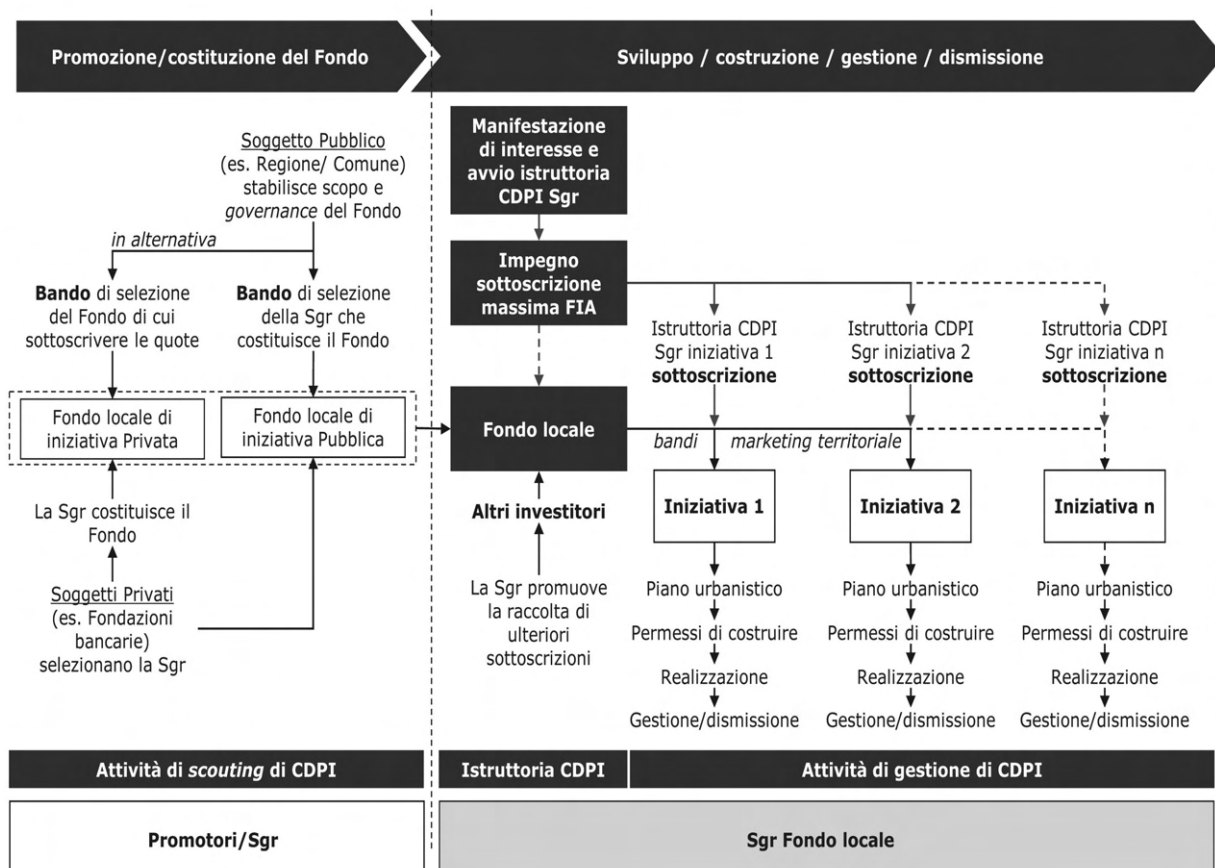 Promozione/costituzione del Fondo
Sviluppo / costruzione / gestione / dismissione
Soggetto Pubblico
(es. Regione/ Comune)
stabilisce scopo e
governance del Fondo
in alternativa
Bando di selezione
del Fondo di cui
sottoscrivere le quote
Bando di selezione
della Sgr che
costituisce il Fondo
Fondo locale di
iniziativa Privata
Fondo locale di
iniziativa Pubblica
La Sgr costituisce il
Fondo
Soggetti Privati
(es. Fondazioni
bancarie)
selezionano la Sgr
Manifestazione
di interesse e
avvio istruttoria
CDPI Sgr
Impegno
sottoscrizione
massima FIA
Fondo locale
Altri investitori
La Sgr promuove
la raccolta di
ulteriori
sottoscrizioni
Istruttoria CDPI
Sgr iniziativa 1
sottoscrizione
Istruttoria CDPI
Sgr iniziativa 2
sottoscrizione
Istruttoria CDPI
Sgr iniziativa n
sottoscrizione
bandi
marketing territoriale
Iniziativa 1
Iniziativa 2
Iniziativa n
Piano urbanistico
Piano urbanistico
Piano urbanistico
Permessi di costruire
Permessi di costruire
Permessi di costruire
Realizzazione
Realizzazione
Realizzazione
Gestione/dismissione
Gestione/dismissione
Gestione/dismissione
Attività di scouting di CDPI
Istruttoria CDPI
Attività di gestione di CDPI
Promotori/Sgr
Sgr Fondo locale